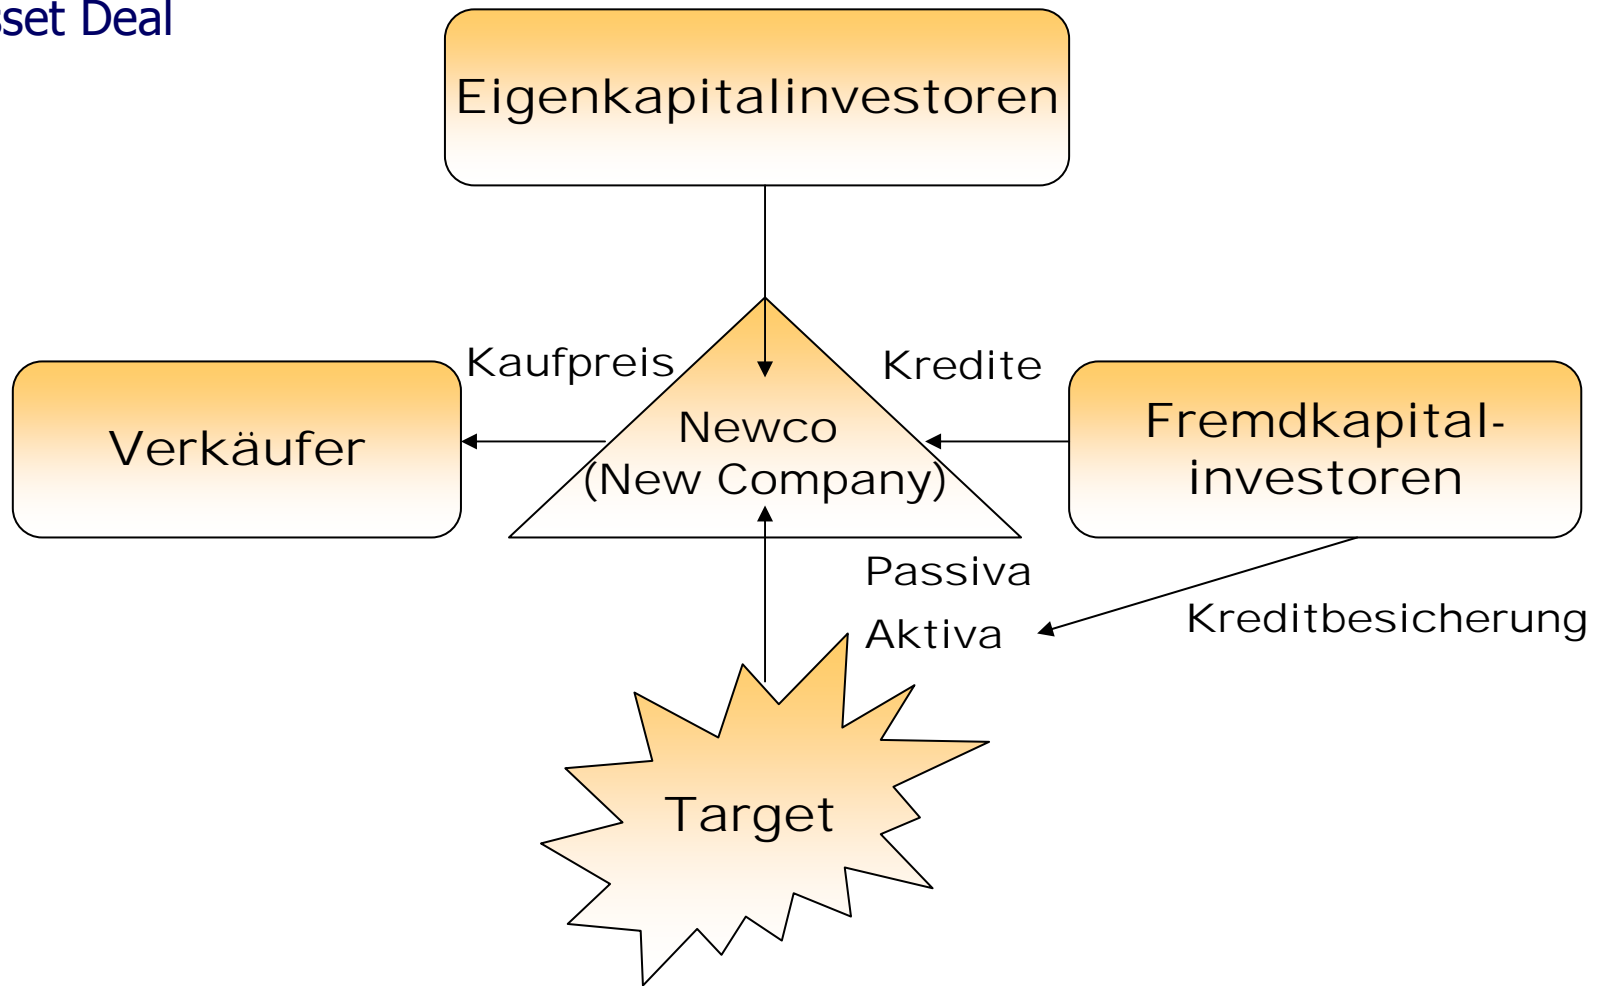 sset Deal
Eigenkapitalinvestoren
Kaufpreis
Kredite
Verkäufer
Newco
(New Company)
Fremdkapital-
investoren
Passiva
Aktiva
Kreditbesicherung
Target